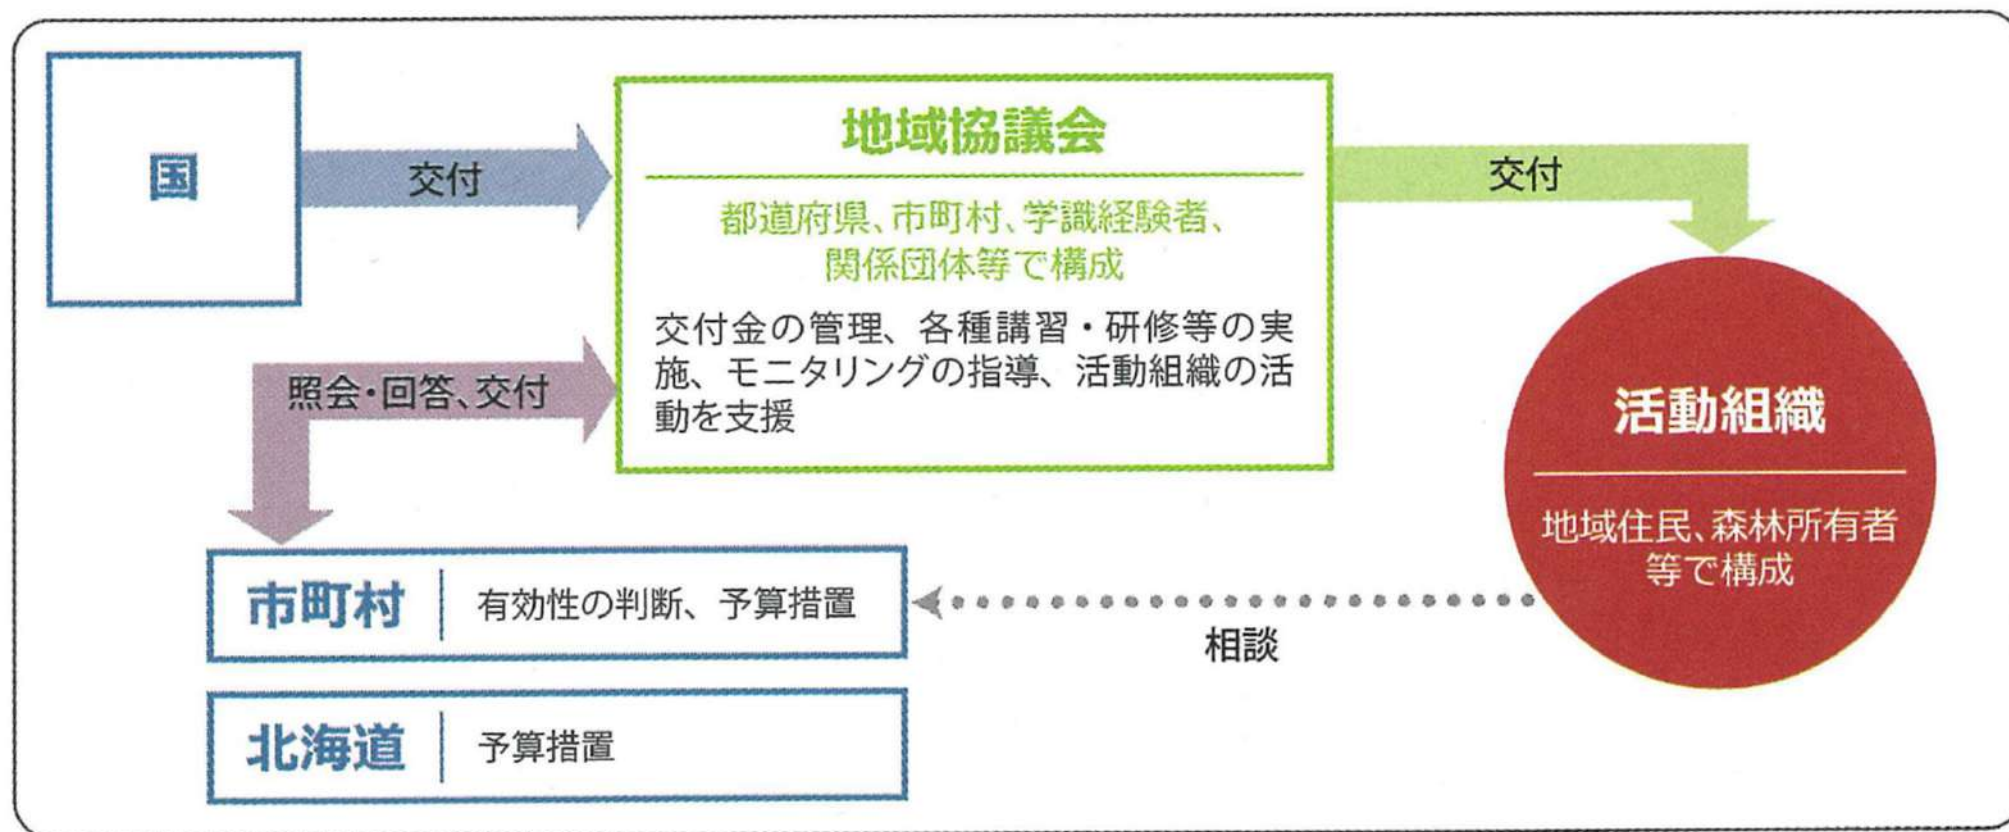 国
交付
地域協議会
都道府県、市町村、学識経験者、
関係団体等で構成
交付金の管理、各種講習・研修等の実
施、モニタリングの指導、活動組織の活
動を支援
交付
照会・回答、交付
活動組織
地域住民、森林所有者
等で構成
市町村
有効性の判断、予算措置
相談
北海道
予算措置